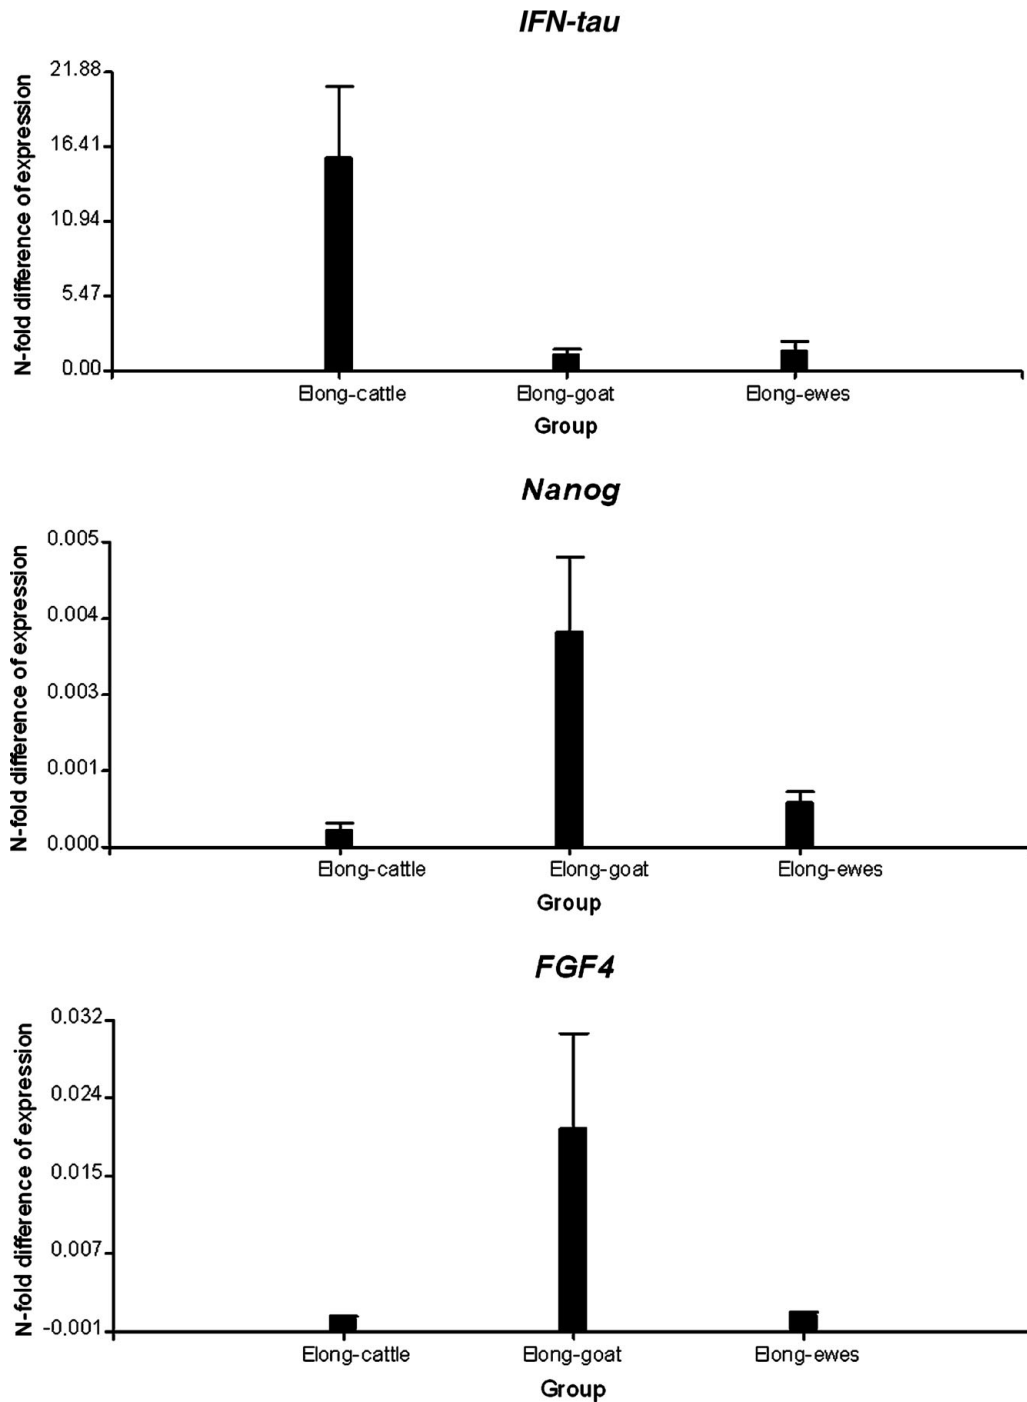 IFN-tau
N-fold difference of expression
21.88
16.41
10.94
5.47
0.00
Elong-cattle Elong-goat Elong-ewes
Group
Nanog
N-fold difference of expression
0.005
0.004
0.003
0.001
0.000
Elong-cattle Elong-goat Elong-ewes
Group
FGF4
N-fold difference of expression
0.032
0.024
0.015
0.007
-0.001
Elong-cattle Elong-goat Elong-ewes
Group